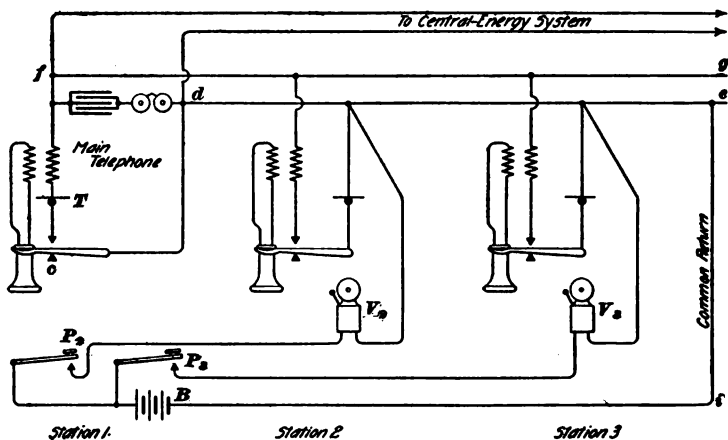 To Central-Energy System
f
g
d
e
Main
Telephone
T
c
Common Return
V2
V3
P2
P3
B
i
Station 1.
Station 2
Station 3